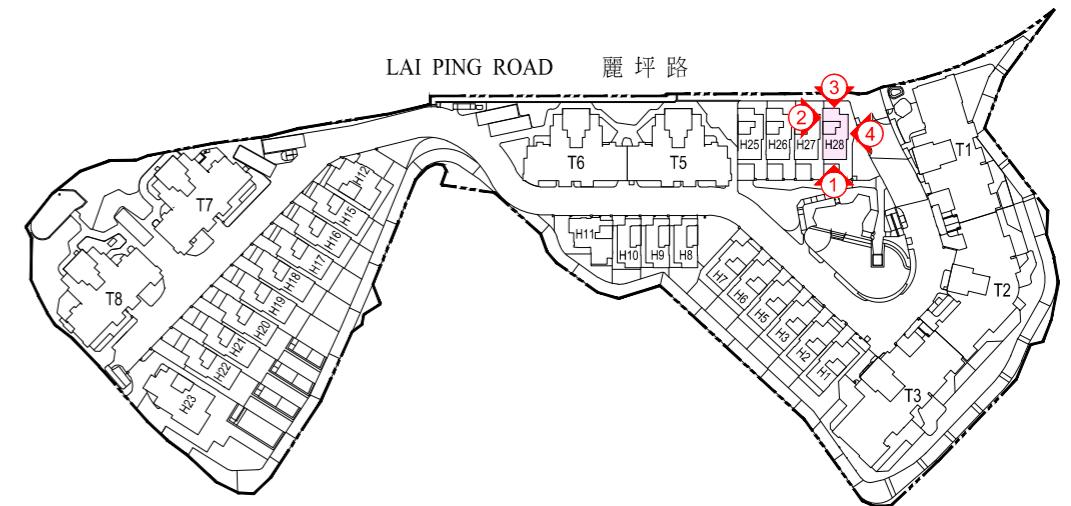 LAI PING ROAD 麗坪路
3
2
4
H25
H26
H27
H28
1
T1
T6
T5
H12
H15
H16
H17
H18
H19
H20
H21
H22
H23
T7
T8
H11
H10
H9
H8
H7
H6
H5
H3
H2
H1
T2
T3